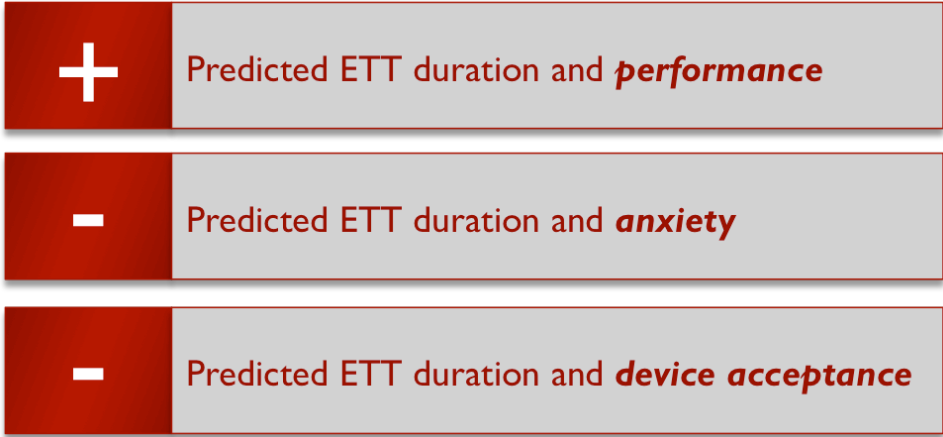 + Predicted ETT duration and performance
- Predicted ETT duration and anxiety
- Predicted ETT duration and device acceptance